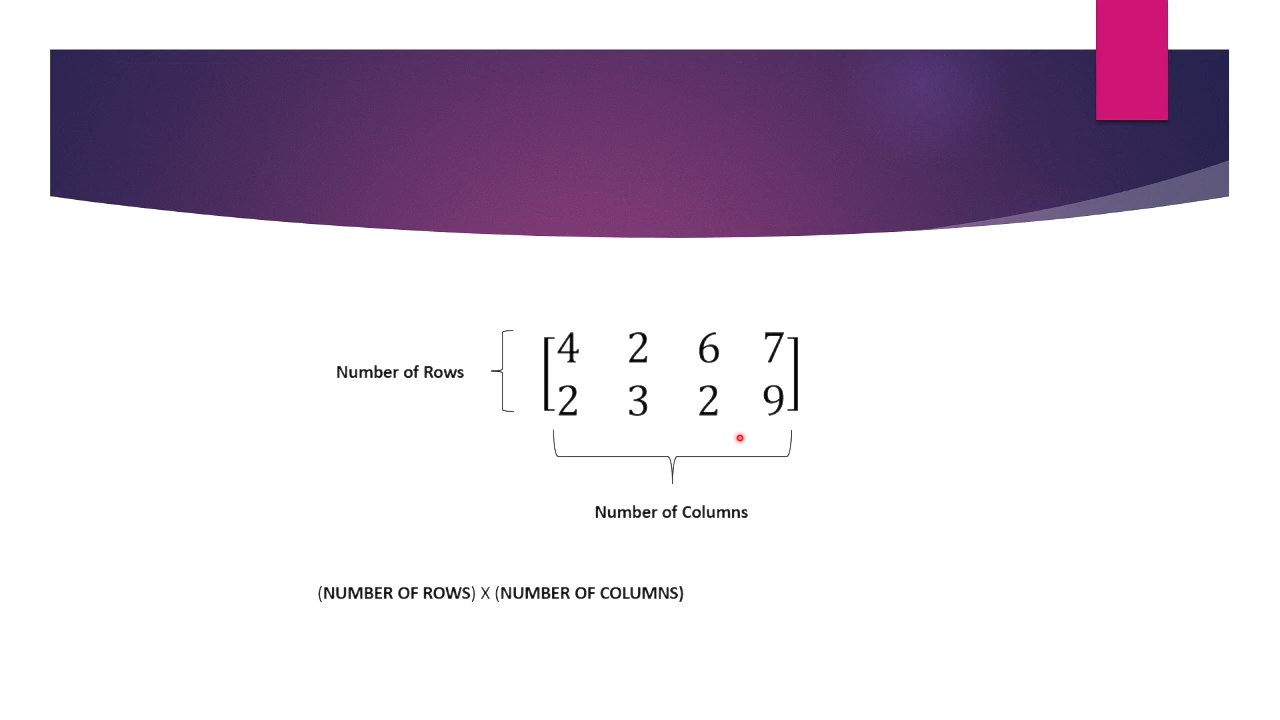 4 2 6 7
Number of Rows
2 3 2 9
Number of Columns
(NUMBER OF ROWS) X (NUMBER OF COLUMNS)